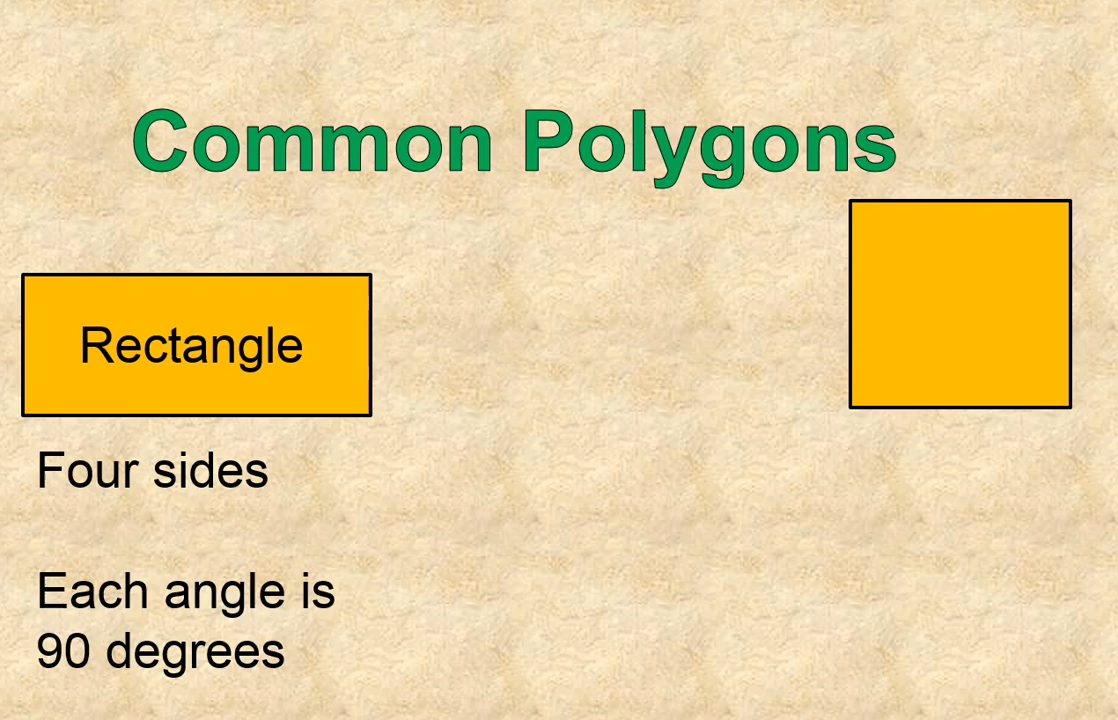 Common Polygons
Rectangle
Four sides
Each angle is
90 degrees